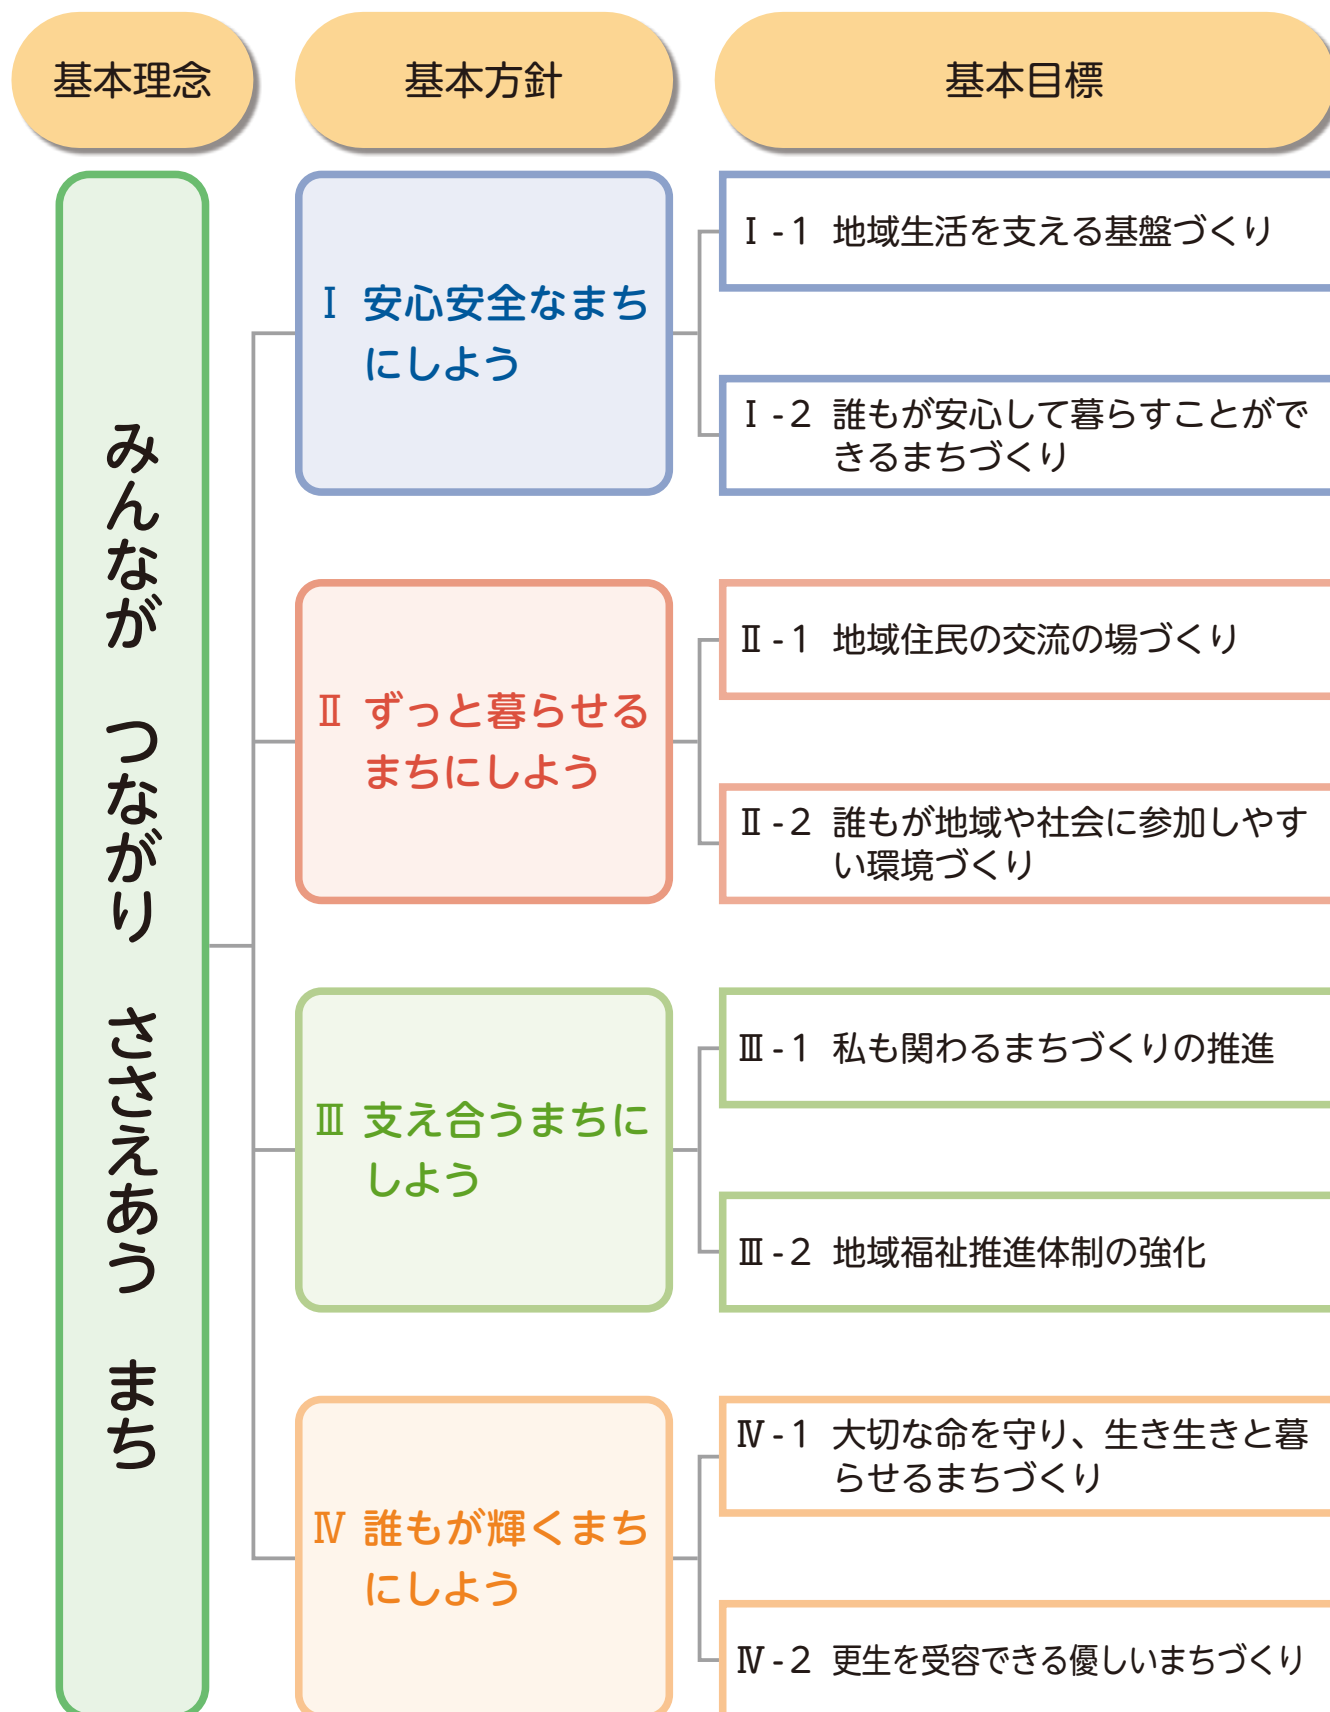 基本理念
基本方針
基本目標
みんなが つながり ささえあう まち
Ⅰ 安心安全なまち
にしよう
Ⅰ-1 地域生活を支える基盤づくり
Ⅰ-2 誰もが安心して暮らすことがで
きるまちづくり
Ⅱ ずっと暮らせる
まちにしよう
Ⅱ-1 地域住民の交流の場づくり
Ⅱ-2 誰もが地域や社会に参加しやす
い環境づくり
Ⅲ 支え合うまちに
しよう
Ⅲ-1 私も関わるまちづくりの推進
Ⅲ-2 地域福祉推進体制の強化
Ⅳ 誰もが輝くまち
にしよう
Ⅳ-1 大切な命を守り、生き生きと暮
らせるまちづくり
Ⅳ-2 更生を受容できる優しいまちづくり